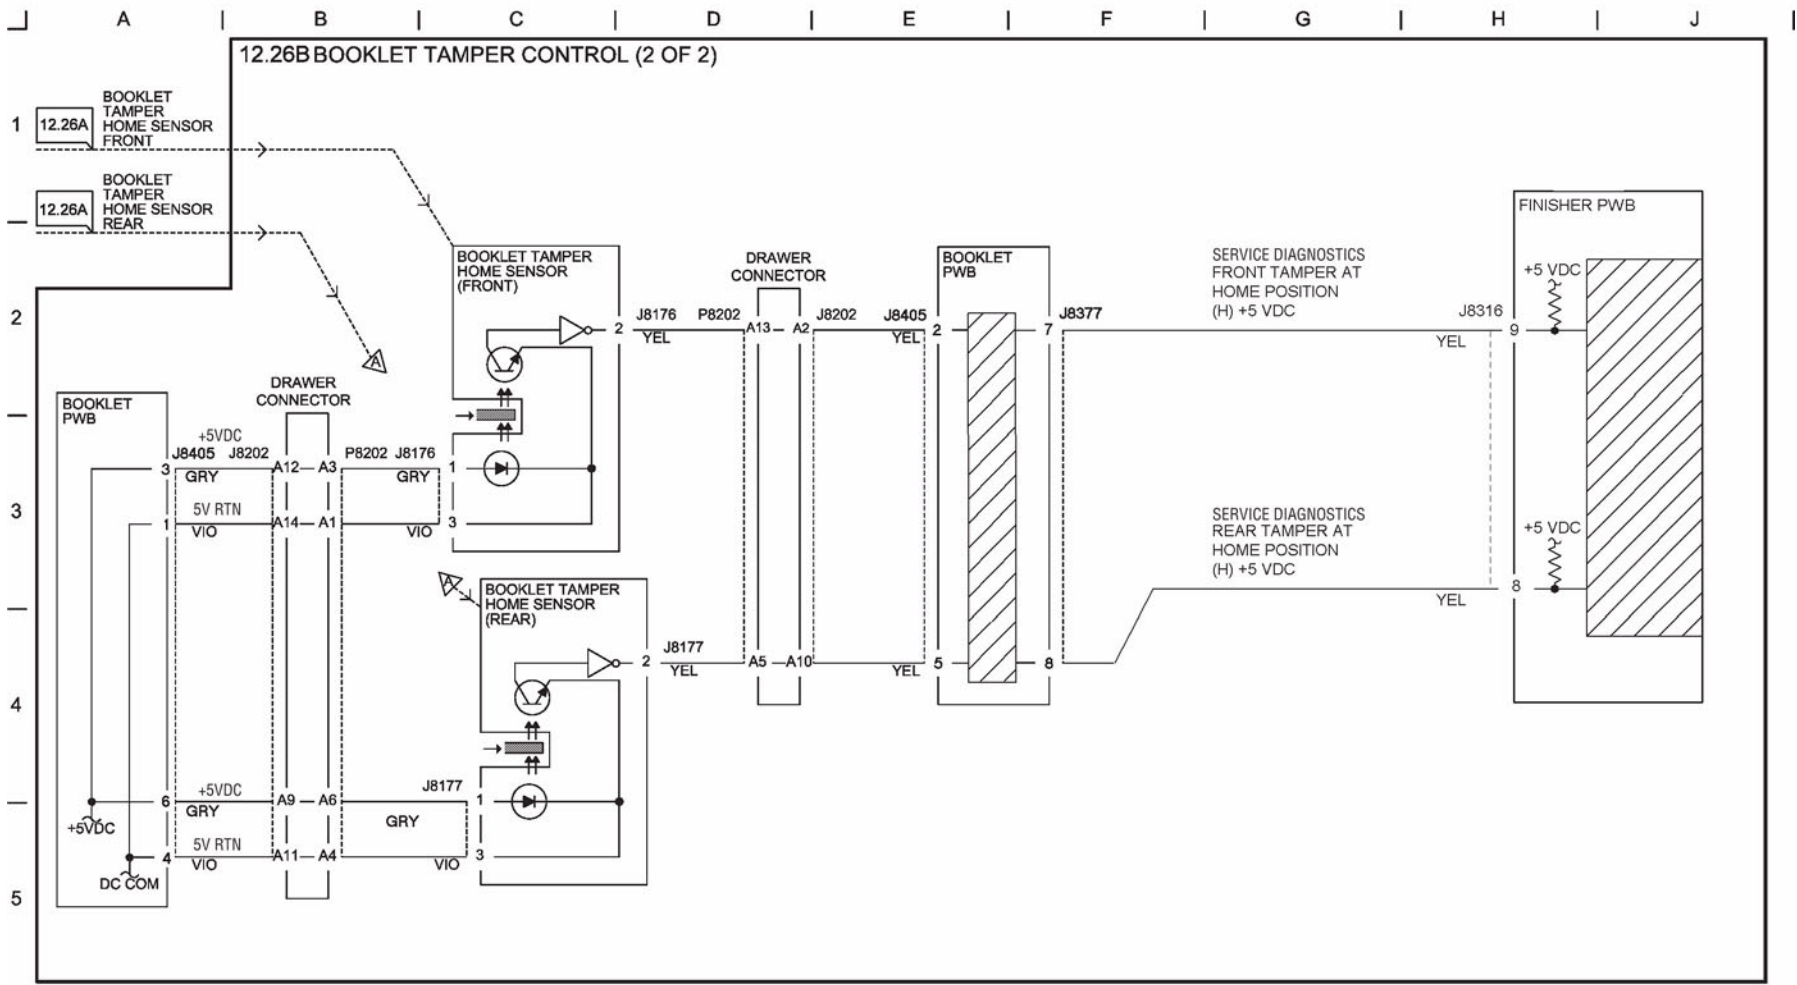 A B C D E F G H J
12.26B BOOKLET TAMPER CONTROL (2 OF 2)
1
12.26A
BOOKLET
TAMPER
HOME SENSOR
FRONT
12.26A
BOOKLET
TAMPER
HOME SENSOR
REAR
A
2
BOOKLET TAMPER
HOME SENSOR
(FRONT)
2
J8176
YEL
P8202
DRAWER
CONNECTOR
A13 A2
J8202
J8405
YEL
BOOKLET
PWB
2
7
J8377
SERVICE DIAGNOSTICS
FRONT TAMPER AT
HOME POSITION
(H) +5 VDC
J8316
YEL
FINISHER PWB
9
+5 VDC
BOOKLET
PWB
DRAWER
CONNECTOR
+5VDC
3
J8405 J8202
GRY
A12 A3
P8202 J8176
GRY
1
3
5V RTN
1
VIO
A14 A1
VIO
3
SERVICE DIAGNOSTICS
REAR TAMPER AT
HOME POSITION
(H) +5 VDC
YEL
8
+5 VDC
A
BOOKLET TAMPER
HOME SENSOR
(REAR)
2
J8177
YEL
A5 A10
YEL
5
8
4
+5VDC
6
GRY
A9 A6
GRY
J8177
1
+5VDC
5V RTN
4
VIO
A11 A4
VIO
3
DC COM
5